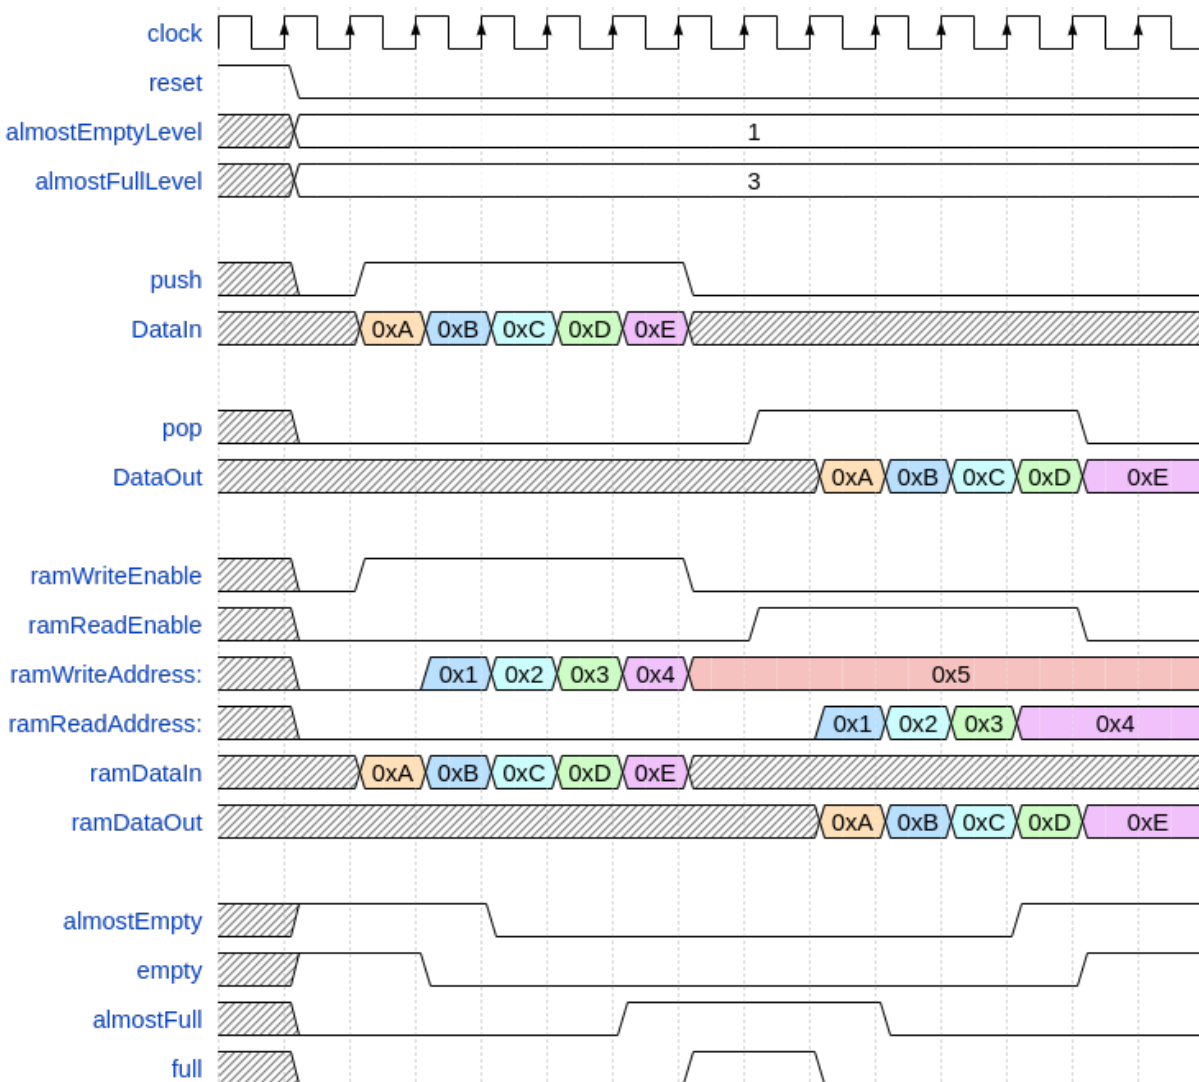 clock
reset
almostEmptyLevel 1
almostFullLevel 3
push
DataIn 0xA 0xB 0xC 0xD 0xE
pop
DataOut 0xA 0xB 0xC 0xD 0xE
ramWriteEnable
ramReadEnable
ramWriteAddress: 0x1 0x2 0x3 0x4 0x5
ramReadAddress: 0x1 0x2 0x3 0x4
ramDataIn 0xA 0xB 0xC 0xD 0xE
ramDataOut 0xA 0xB 0xC 0xD 0xE
almostEmpty
empty
almostFull
full